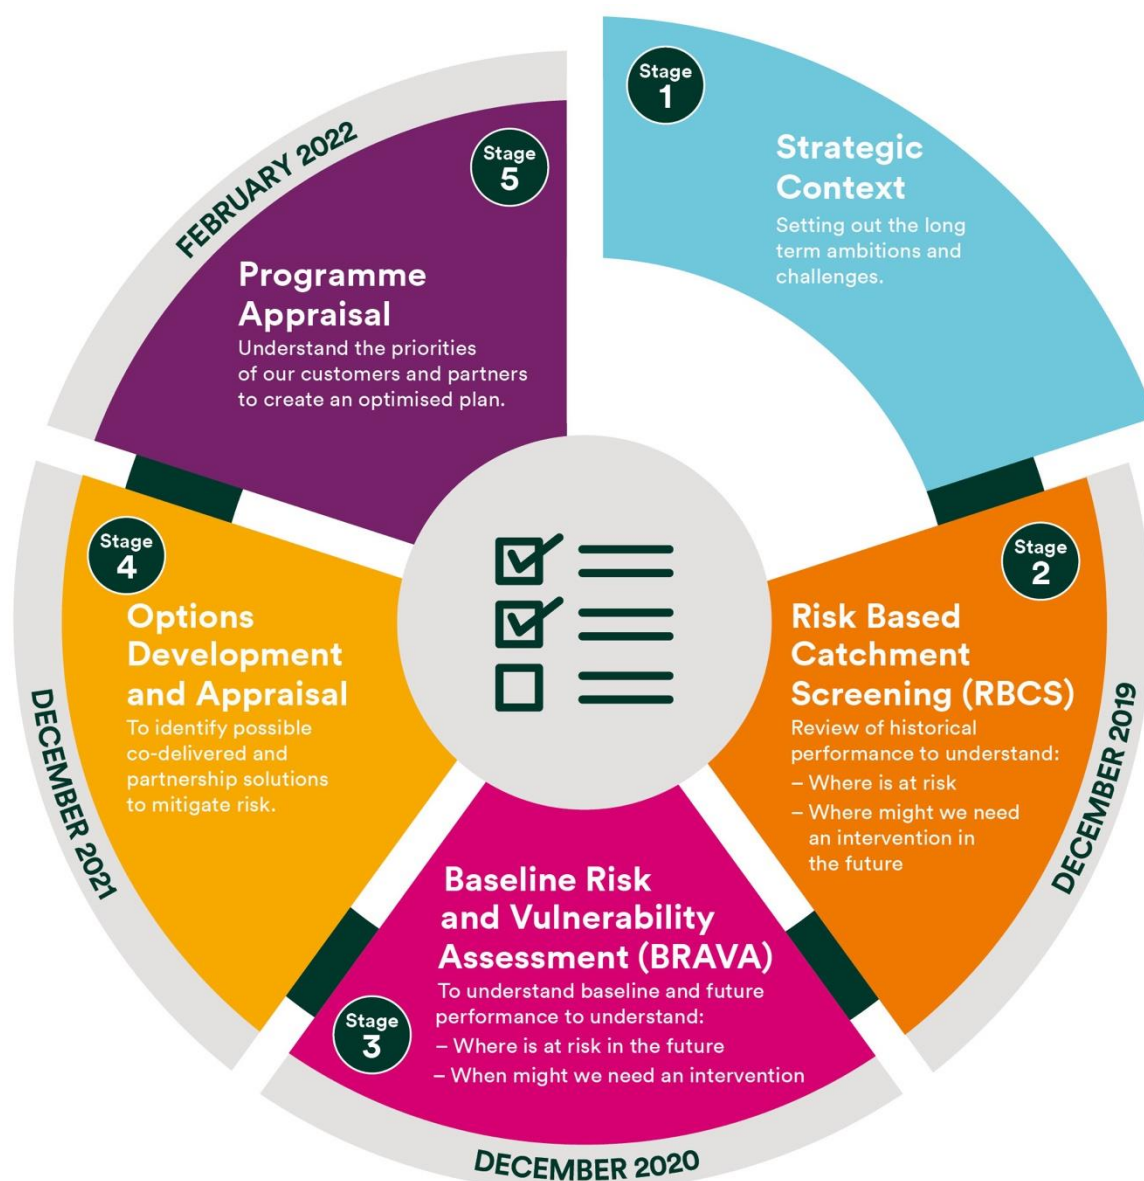 Stage
1
Strategic
Context
Setting out the long
term ambitions and
challenges.
Stage
2
Risk Based
Catchment
Screening (RBCS)
Review of historical
performance to understand:
– Where is at risk
– Where might we need
an intervention in
the future
DECEMBER 2019
Baseline Risk
and Vulnerability
Assessment (BRAVA)
To understand baseline and future
performance to understand:
– Where is at risk in the future
– When might we need an intervention
Stage
3
DECEMBER 2020
Stage
4
Options
Development
and Appraisal
To identify possible
co-delivered and
partnership solutions
to mitigate risk.
DECEMBER 2021
Stage
5
Programme
Appraisal
Understand the priorities
of our customers and partners
to create an optimised plan.
FEBRUARY 2022